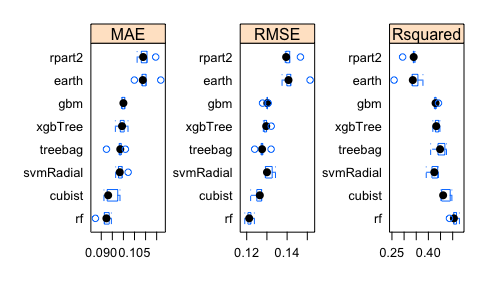 MAE
rpart2
earth
gbm
xgbTree
treebag
svmRadial
cubist
rf
0.090 0.105
RMSE
rpart2
earth
gbm
xgbTree
treebag
svmRadial
cubist
rf
0.12 0.14
Rsquared
rpart2
earth
gbm
xgbTree
treebag
svmRadial
cubist
rf
0.25 0.40